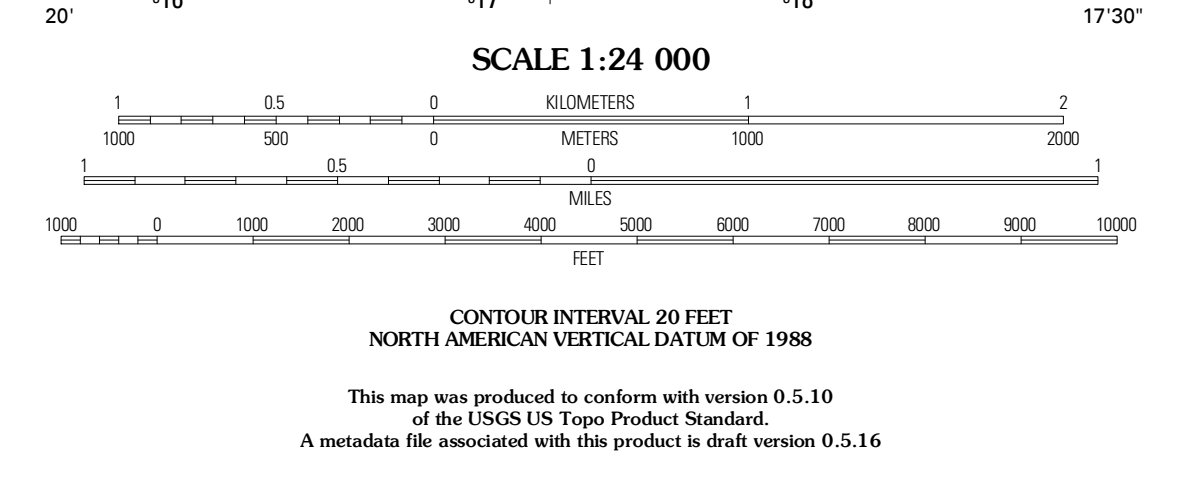 20' 17'30"
SCALE 1:24 000
1 0.5 0 KILOMETERS 1 2
1000 500 0 METERS 1000 2000
1 0.5 0 1
MILES
1000 0 1000 2000 3000 4000 5000 6000 7000 8000 9000 10000
FEET
CONTOUR INTERVAL 20 FEET
NORTH AMERICAN VERTICAL DATUM OF 1988
This map was produced to conform with version 0.5.10
of the USGS US Topo Product Standard.
A metadata file associated with this product is draft version 0.5.16